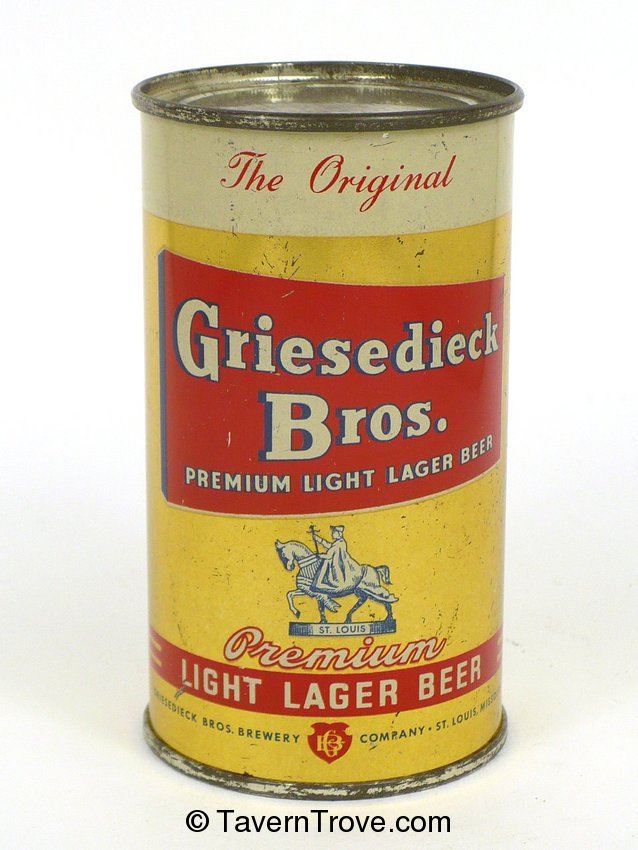 The Original
Griesedieck
Bros.
PREMIUM LIGHT LAGER BEER
ST. LOUIS
Premium
LIGHT LAGER BEER
GRIESEDIECK BROS. BREWERY COMPANY • ST. LOUIS, MISSOURI
© TavernTrove.com